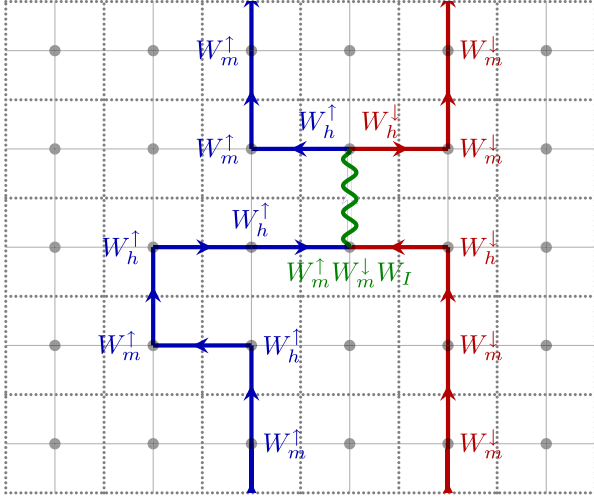 W_m^↑ W_m^↓
W_h^↑ W_h^↓
W_m^↑ W_m^↓
W_h^↑
W_h^↑ W_h^↓
W_m^↑W_m^↓W_I
W_m^↑ W_h^↑ W_m^↓
W_m^↑ W_m^↓